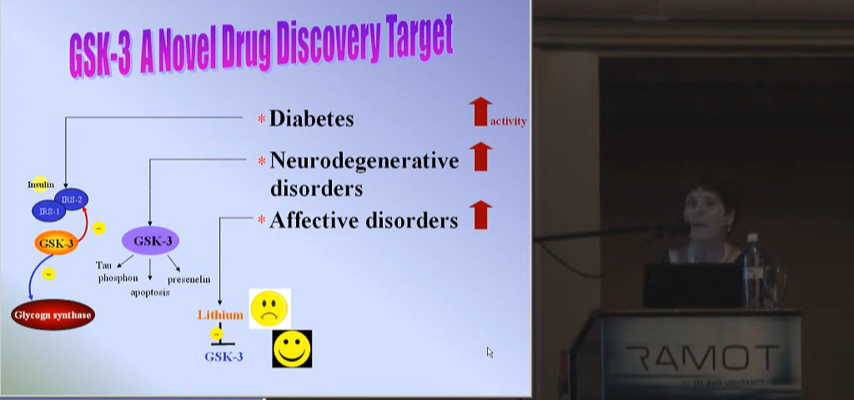 GSK-3 A Novel Drug Discovery Target
* Diabetes
activity
* Neurodegenerative
disorders
* Affective disorders
Insulin
IRS-2
IRS-1
GSK-3
Glycogn synthase
GSK-3
Tau
phosphon
apoptosis
presenelin
Lithium
GSK-3
RAMOT